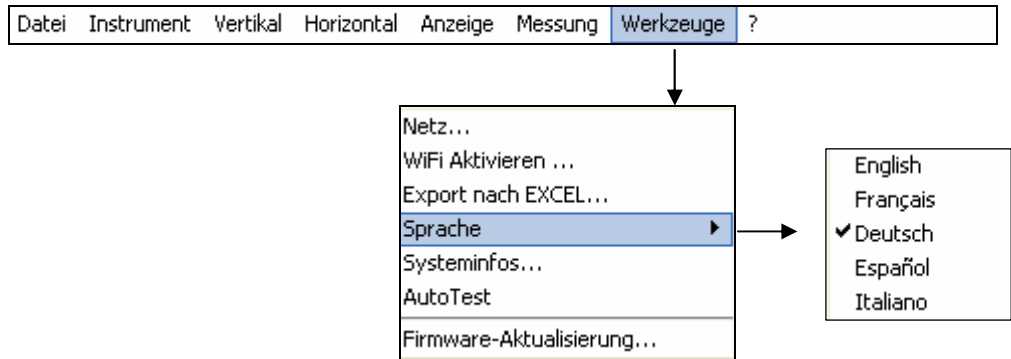 Datei Instrument Vertikal Horizontal Anzeige Messung Werkzeuge ?
Netz...
WiFi Aktivieren ...
Export nach EXCEL...
Sprache
Systeminfos...
AutoTest
Firmware-Aktualisierung...
English
Français
Deutsch
Español
Italiano